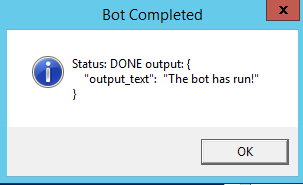 Bot Completed
x
Status: DONE output: {
"output_text": "The bot has run!"
}
OK